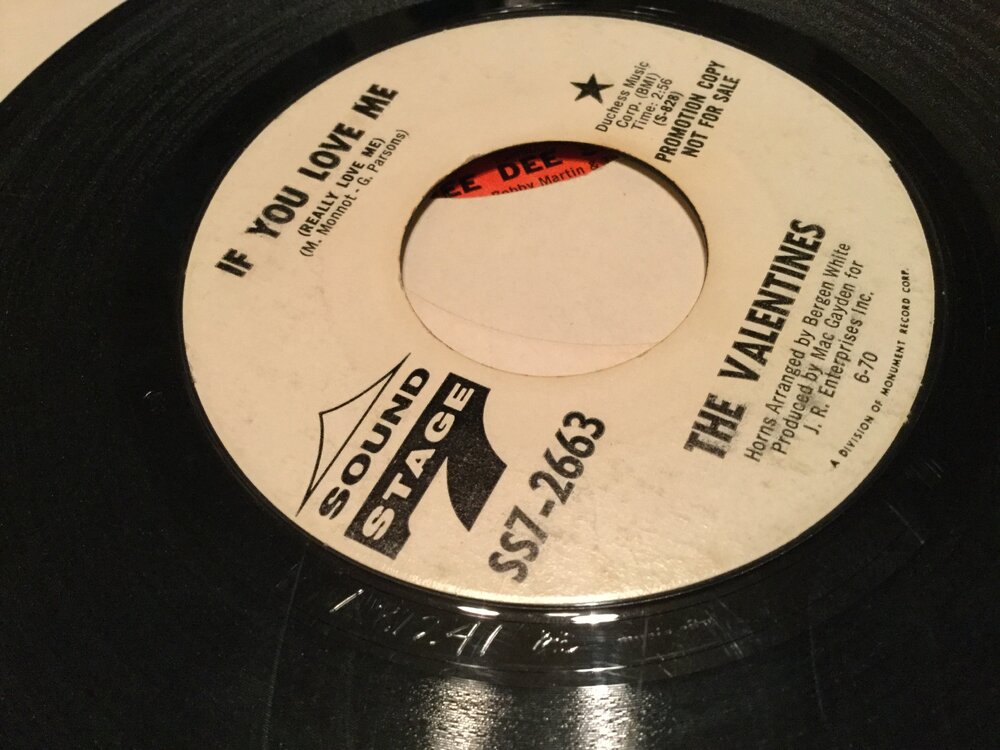 IF YOU LOVE ME
(REALLY LOVE ME)
(M. Monnot - G. Parsons)
★
Duchess Music
Corp. (BMI)
Time: 2:56
(S-828)
PROMOTION COPY
NOT FOR SALE
EE DEE
Bobby Martin &
SOUND
STAGE
7
SS7-2663
THE VALENTINES
Horns Arranged by Bergen White
Produced by Mac Gayden for
J. R. Enterprises Inc.
6-70
A DIVISION OF MONUMENT RECORD CORP.